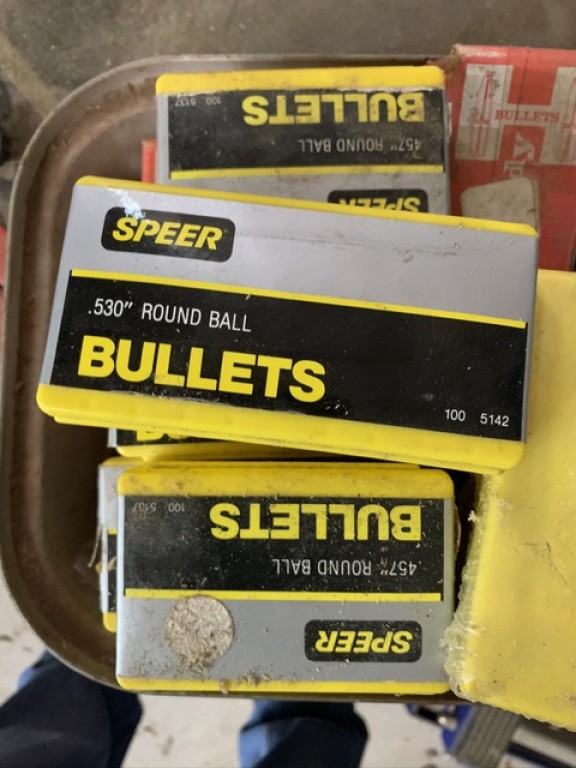 BULLETS
100 5137
.457" ROUND BALL
SPEER
BULLETS
SPEER
.530" ROUND BALL
BULLETS
100 5142
BULLETS
100 5137
.457" ROUND BALL
SPEER